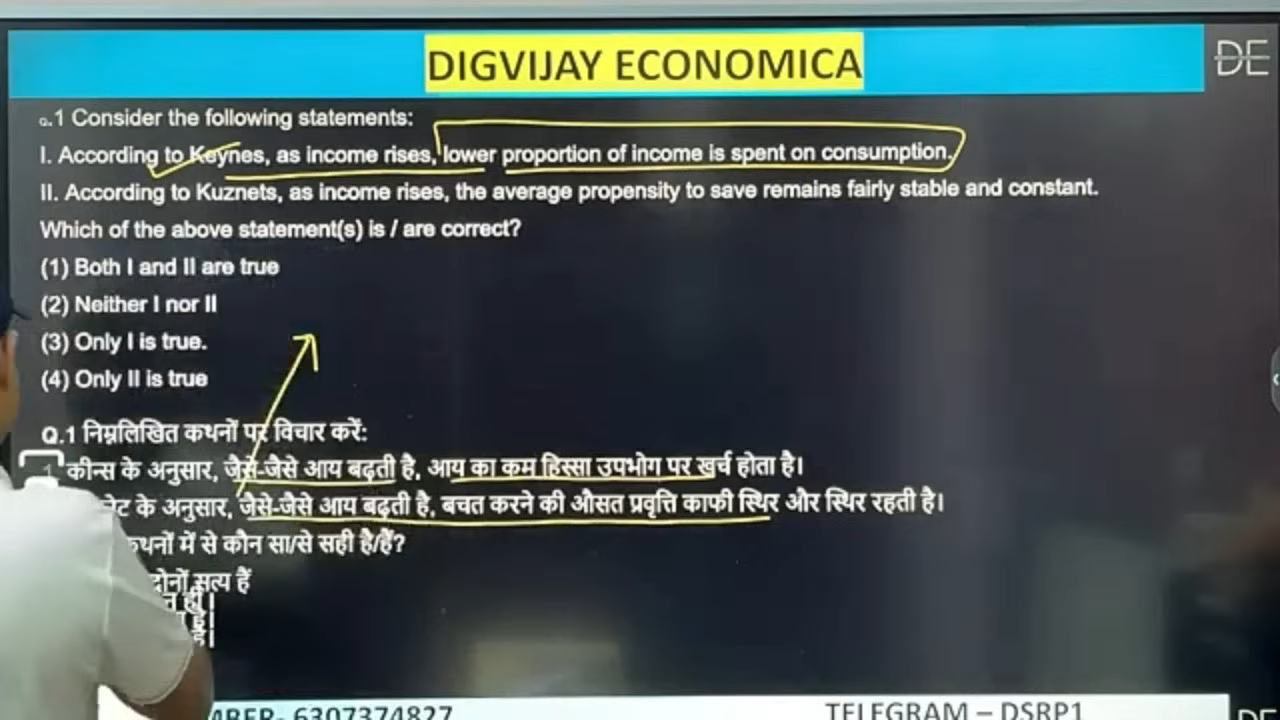 DIGVIJAY ECONOMICA
DE
Q.1 Consider the following statements:
I. According to Keynes, as income rises, lower proportion of income is spent on consumption.
II. According to Kuznets, as income rises, the average propensity to save remains fairly stable and constant.
Which of the above statement(s) is / are correct?
(1) Both I and II are true
(2) Neither I nor II
(3) Only I is true.
(4) Only II is true
Q.1 निम्नलिखित कथनों पर विचार करें:
1 कीन्स के अनुसार, जैसे-जैसे आय बढ़ती है, आय का कम हिस्सा उपभोग पर खर्च होता है।
के अनुसार, जैसे-जैसे आय बढ़ती है, बचत करने की औसत प्रवृत्ति काफी स्थिर और स्थिर रहती है।
में से कौन सा/से सही है/हैं?
दोनों सत्य हैं
6307374827
TELEGRAM – DSRP1
DE